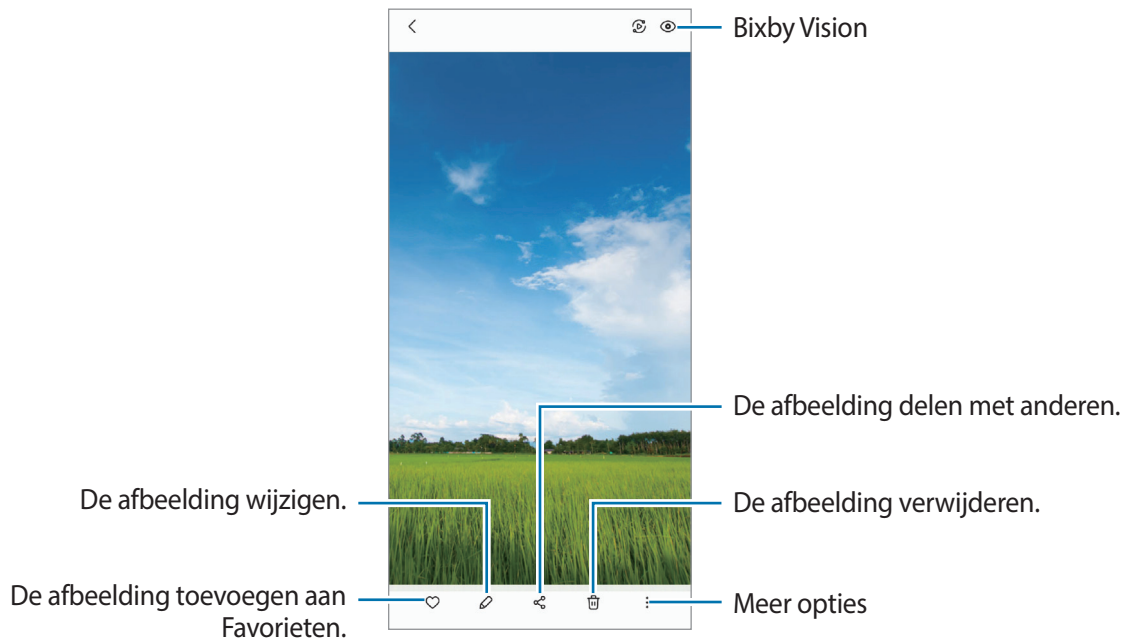 Bixby Vision
De afbeelding delen met anderen.
De afbeelding wijzigen.
De afbeelding verwijderen.
De afbeelding toevoegen aan
Favorieten.
Meer opties